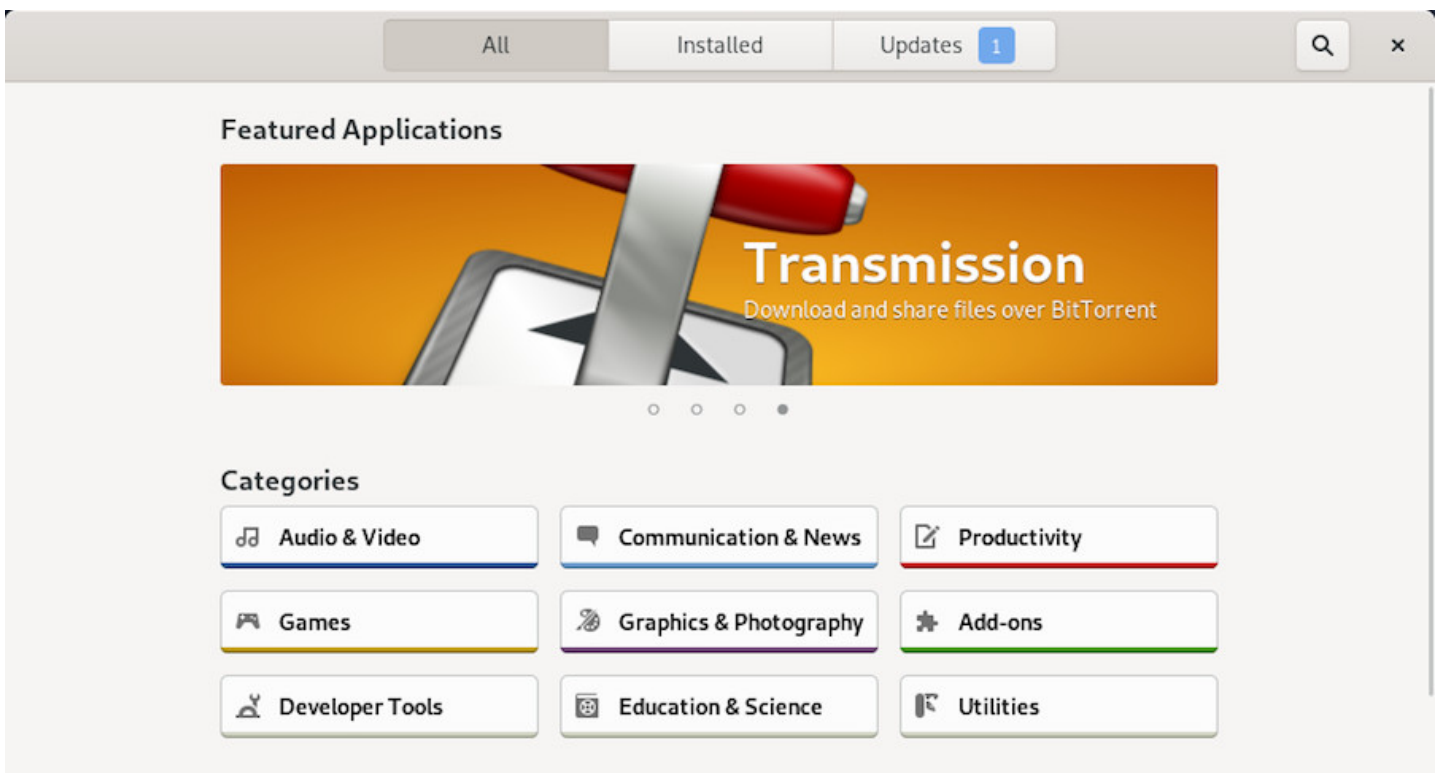 All Installed Updates 1
Featured Applications
Transmission
Download and share files over BitTorrent
Categories
Audio & Video Communication & News Productivity
Games Graphics & Photography Add-ons
Developer Tools Education & Science Utilities